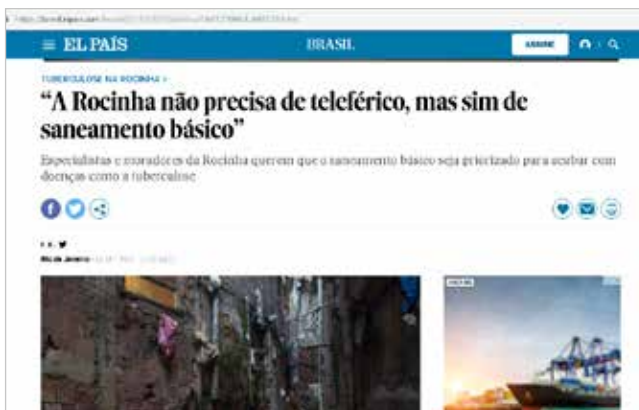 EL PAÍS
BRASIL
ASSINE
TUBERCULOSE NA ROCINHA
“A Rocinha não precisa de teleférico, mas sim de
saneamento básico”
Especialistas e moradores da Rocinha querem que o saneamento básico seja priorizado para acabar com
doenças como a tuberculose
Rio de Janeiro